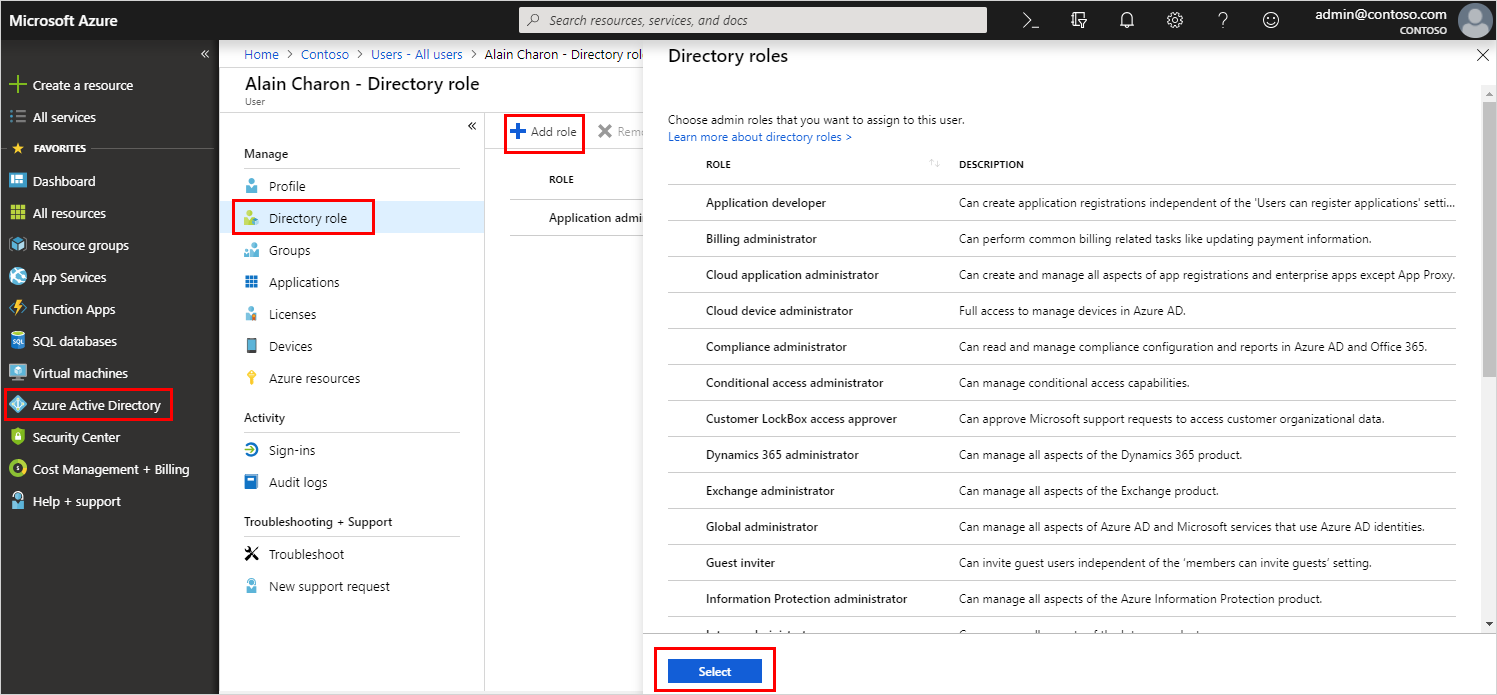 Microsoft Azure
Search resources, services, and docs
admin@contoso.com
CONTOSO
Create a resource
All services
FAVORITES
Dashboard
All resources
Resource groups
App Services
Function Apps
SQL databases
Virtual machines
Azure Active Directory
Security Center
Cost Management + Billing
Help + support
Home > Contoso > Users - All users > Alain Charon - Directory
Alain Charon - Directory role
User
Manage
Profile
Directory role
Groups
Applications
Licenses
Devices
Azure resources
Activity
Sign-ins
Audit logs
Troubleshooting + Support
Troubleshoot
New support request
Add role
ROLE
Application
Directory roles
Choose admin roles that you want to assign to this user.
Learn more about directory roles >
ROLE DESCRIPTION
Application developer Can create application registrations independent of the 'Users can register applications' setti...
Billing administrator Can perform common billing related tasks like updating payment information.
Cloud application administrator Can create and manage all aspects of app registrations and enterprise apps except App Proxy.
Cloud device administrator Full access to manage devices in Azure AD.
Compliance administrator Can read and manage compliance configuration and reports in Azure AD and Office 365.
Conditional access administrator Can manage conditional access capabilities.
Customer LockBox access approver Can approve Microsoft support requests to access customer organizational data.
Dynamics 365 administrator Can manage all aspects of the Dynamics 365 product.
Exchange administrator Can manage all aspects of the Exchange product.
Global administrator Can manage all aspects of Azure AD and Microsoft services that use Azure AD identities.
Guest inviter Can invite guest users independent of the 'members can invite guests' setting.
Information Protection administrator Can manage all aspects of the Azure Information Protection product.
Select